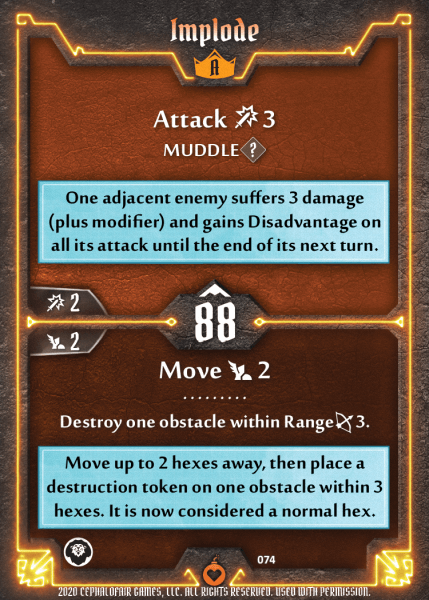 Implode
A
Attack 3
MUDDLE ?
One adjacent enemy suffers 3 damage
(plus modifier) and gains Disadvantage on
all its attack until the end of its next turn.
2
88
2
Move 2
.........
Destroy one obstacle within Range 3.
Move up to 2 hexes away, then place a
destruction token on one obstacle within 3
hexes. It is now considered a normal hex.
074
2020 CEPHALOFAIR GAMES, LLC. ALL RIGHTS RESERVED. USED WITH PERMISSION.